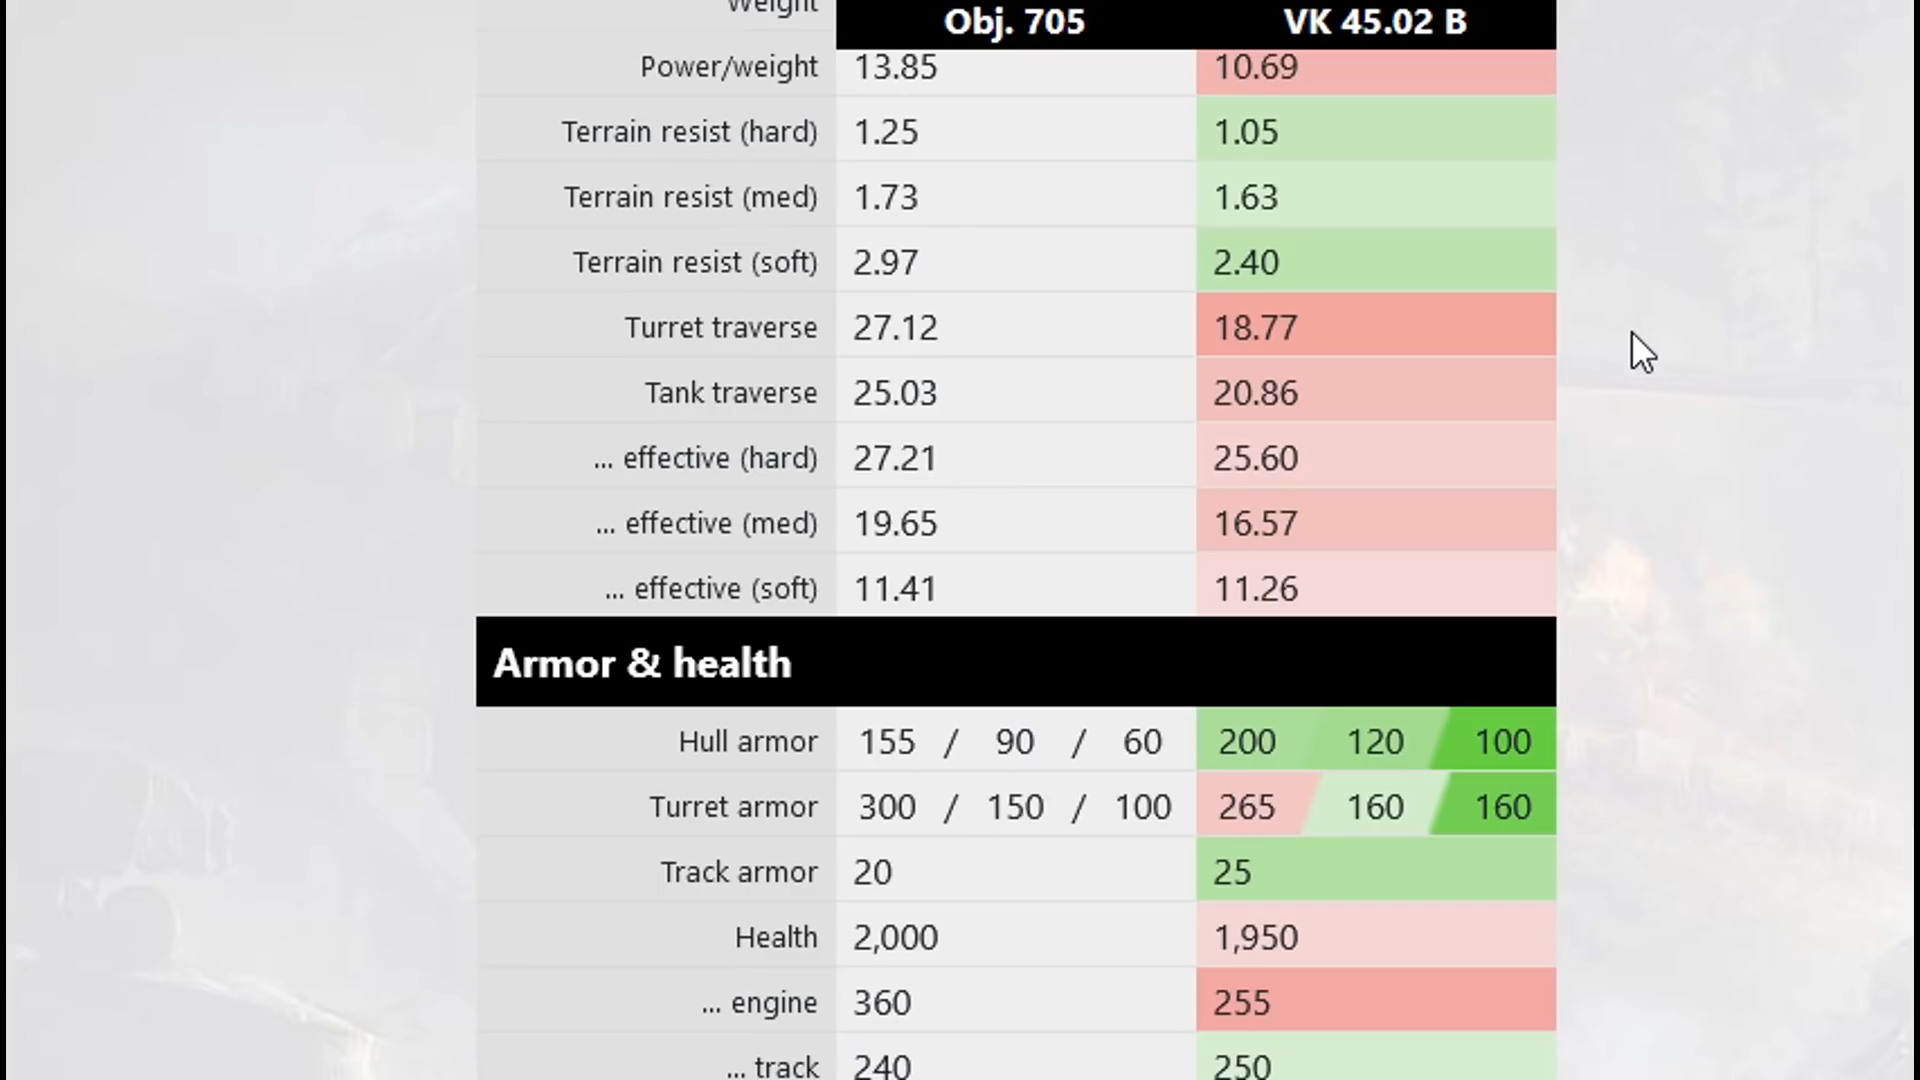 Weight Obj. 705 VK 45.02 B
Power/weight 13.85 10.69
Terrain resist (hard) 1.25 1.05
Terrain resist (med) 1.73 1.63
Terrain resist (soft) 2.97 2.40
Turret traverse 27.12 18.77
Tank traverse 25.03 20.86
... effective (hard) 27.21 25.60
... effective (med) 19.65 16.57
... effective (soft) 11.41 11.26
Armor & health
Hull armor 155 / 90 / 60 200 120 100
Turret armor 300 / 150 / 100 265 160 160
Track armor 20 25
Health 2,000 1,950
... engine 360 255
... track 240 250